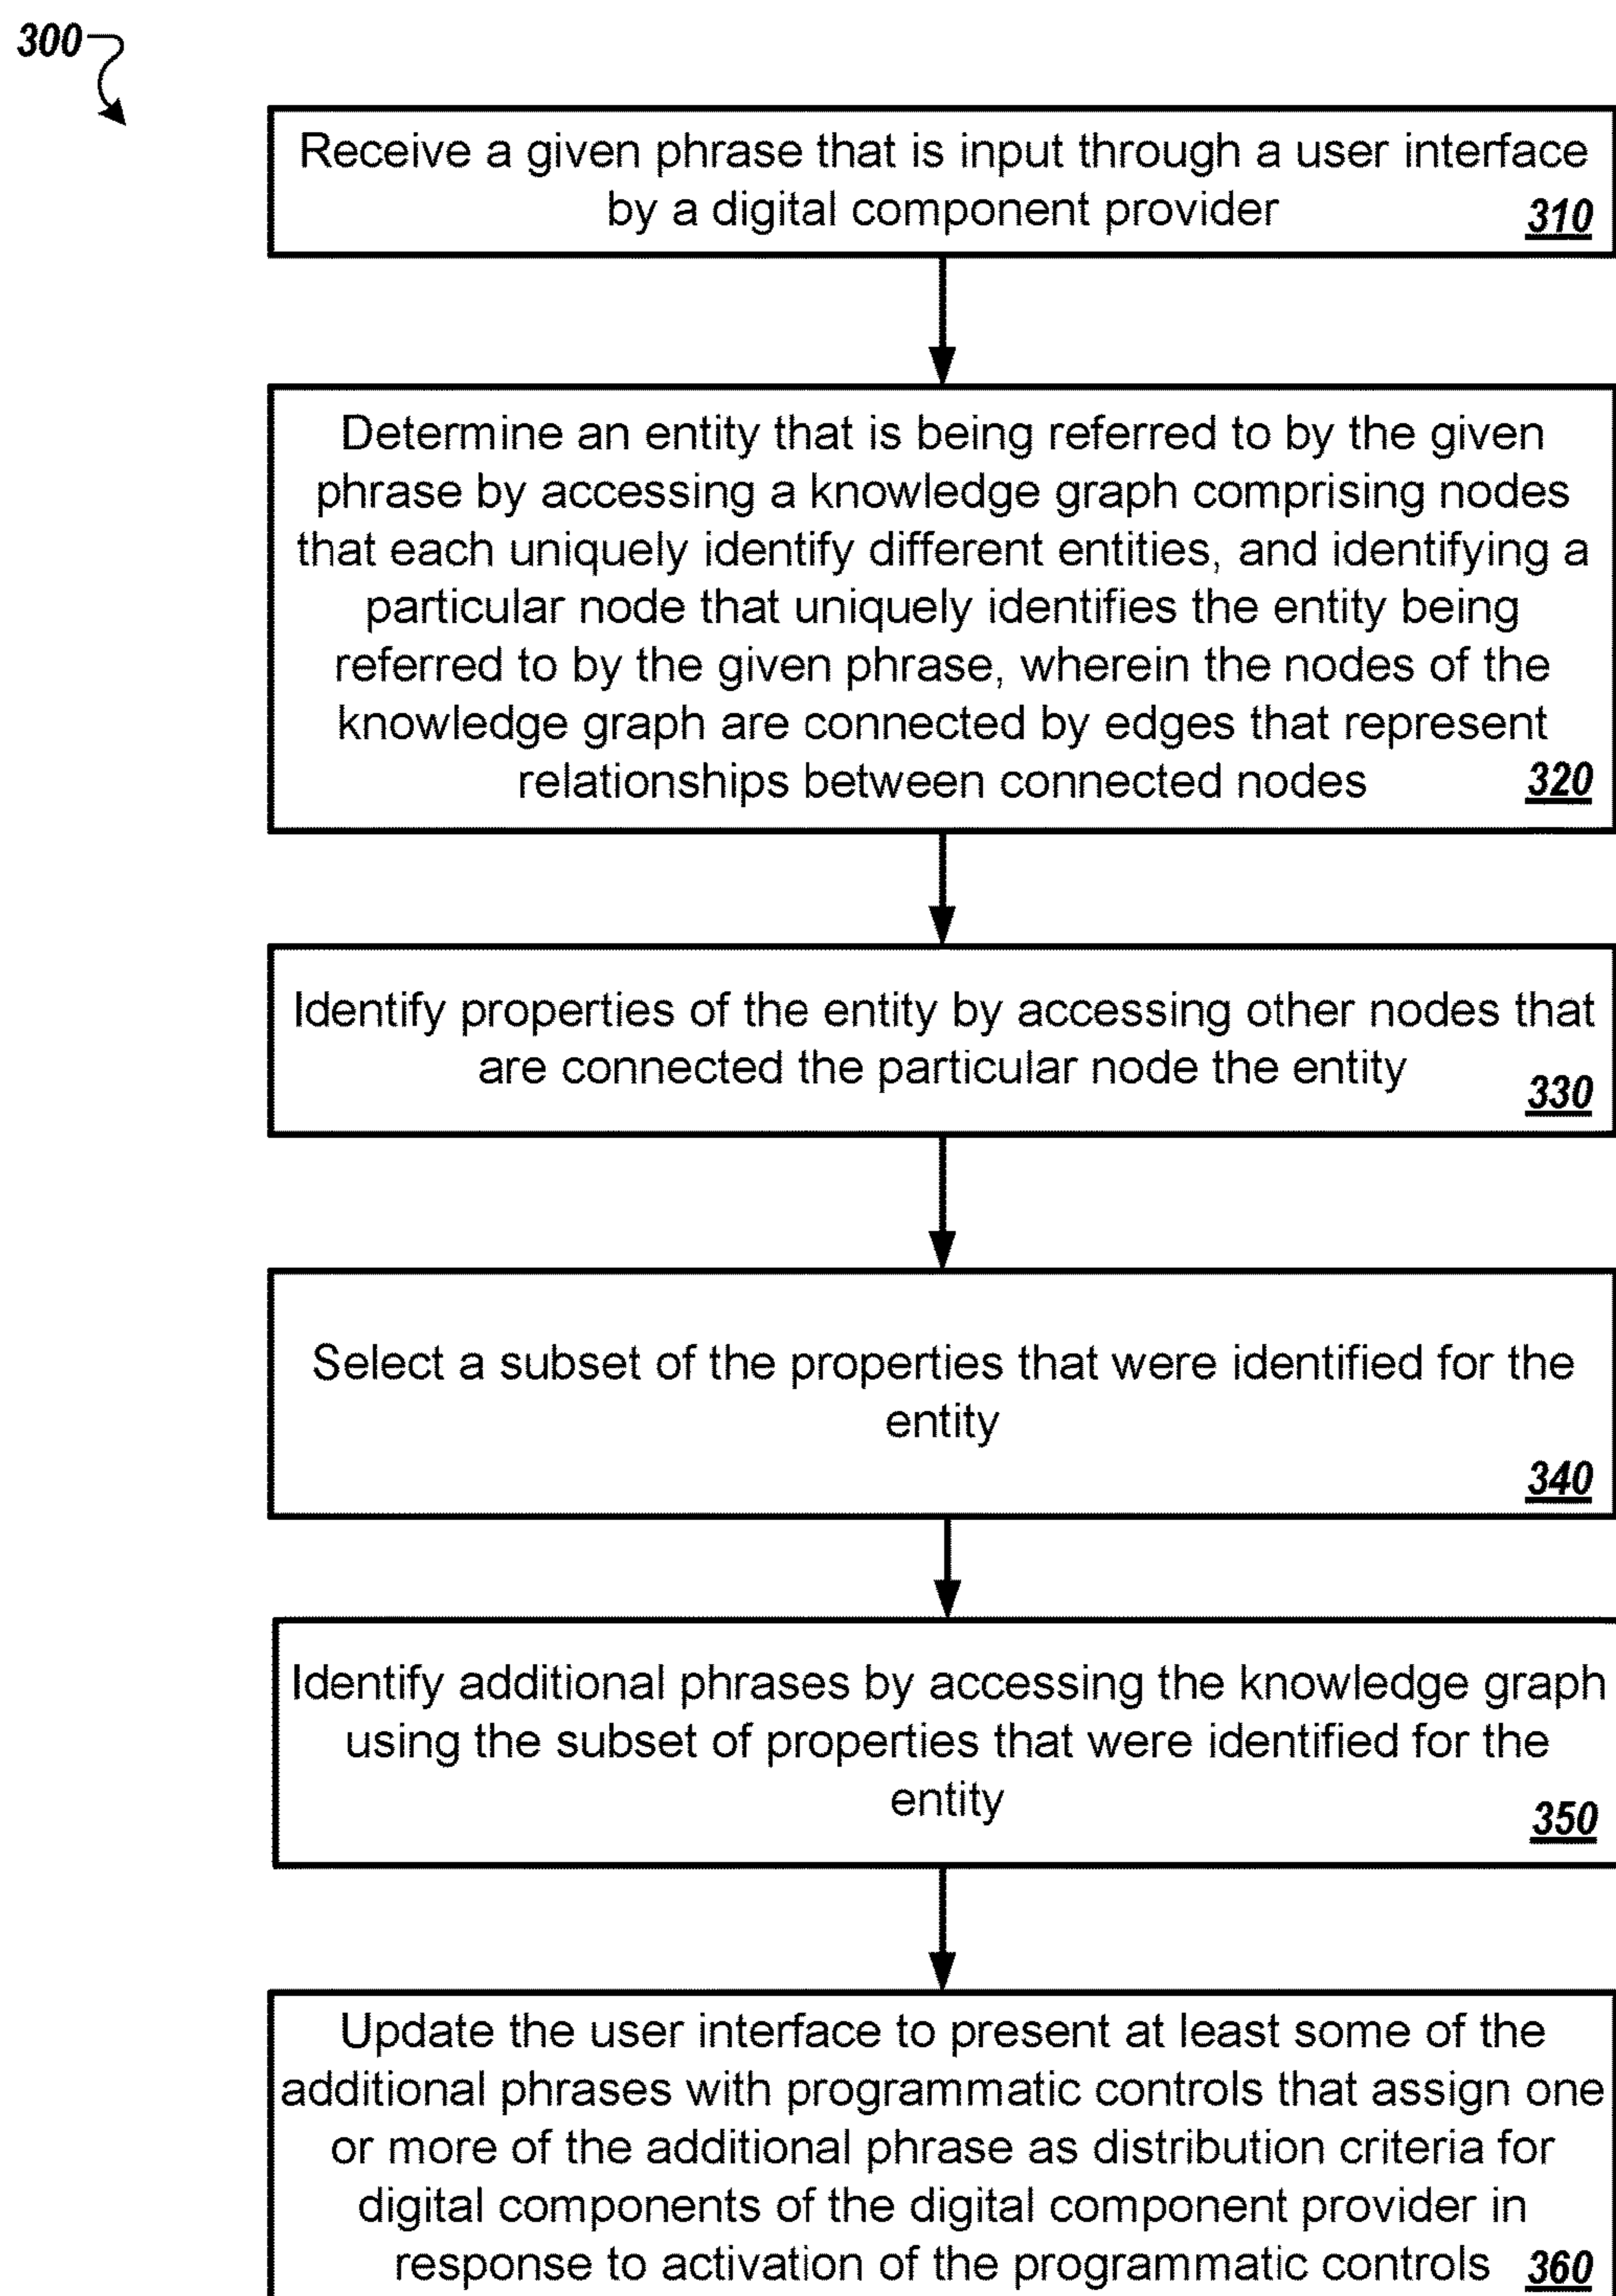 300
Receive a given phrase that is input through a user interface
by a digital component provider
310
Determine an entity that is being referred to by the given
phrase by accessing a knowledge graph comprising nodes
that each uniquely identify different entities, and identifying a
particular node that uniquely identifies the entity being
referred to by the given phrase, wherein the nodes of the
knowledge graph are connected by edges that represent
relationships between connected nodes
320
Identify properties of the entity by accessing other nodes that
are connected the particular node the entity
330
Select a subset of the properties that were identified for the
entity
340
Identify additional phrases by accessing the knowledge graph
using the subset of properties that were identified for the
entity
350
Update the user interface to present at least some of the
additional phrases with programmatic controls that assign one
or more of the additional phrase as distribution criteria for
digital components of the digital component provider in
response to activation of the programmatic controls
360